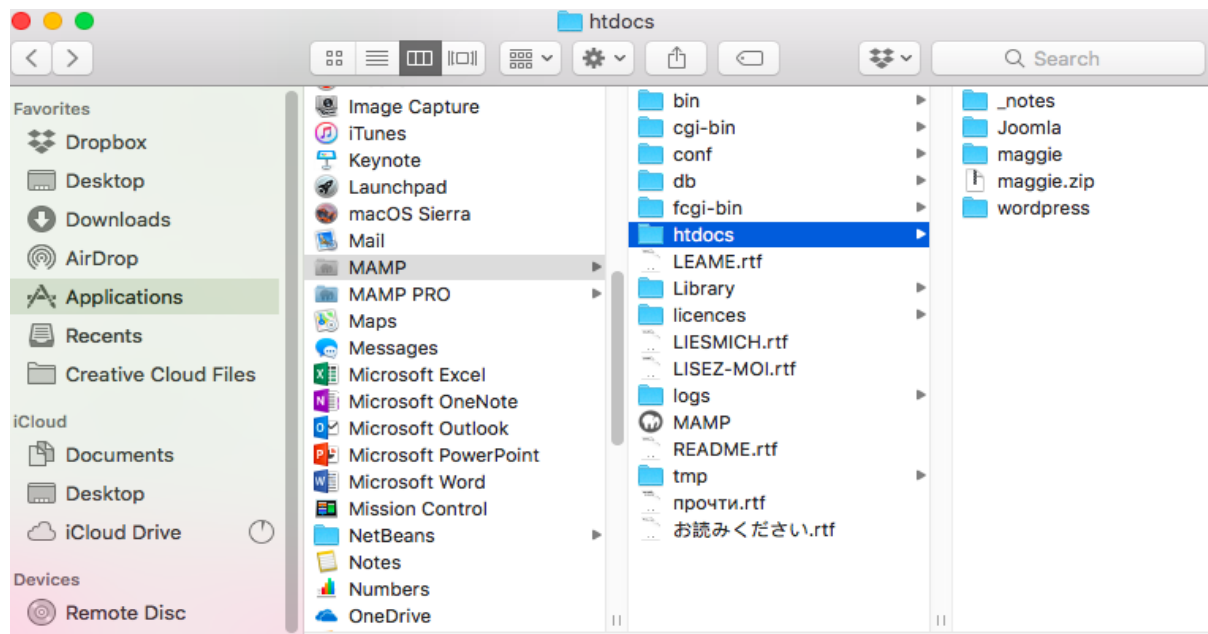 htdocs
Search
Favorites
Dropbox
Desktop
Downloads
AirDrop
Applications
Recents
Creative Cloud Files
iCloud
Documents
Desktop
iCloud Drive
Devices
Remote Disc
Image Capture
iTunes
Keynote
Launchpad
macOS Sierra
Mail
MAMP
MAMP PRO
Maps
Messages
Microsoft Excel
Microsoft OneNote
Microsoft Outlook
Microsoft PowerPoint
Microsoft Word
Mission Control
NetBeans
Notes
Numbers
OneDrive
bin
cgi-bin
conf
db
fcgi-bin
htdocs
LEAME.rtf
Library
licences
LIESMICH.rtf
LISEZ-MOI.rtf
logs
MAMP
README.rtf
tmp
прочти.rtf
お読みください.rtf
_notes
Joomla
maggie
maggie.zip
wordpress